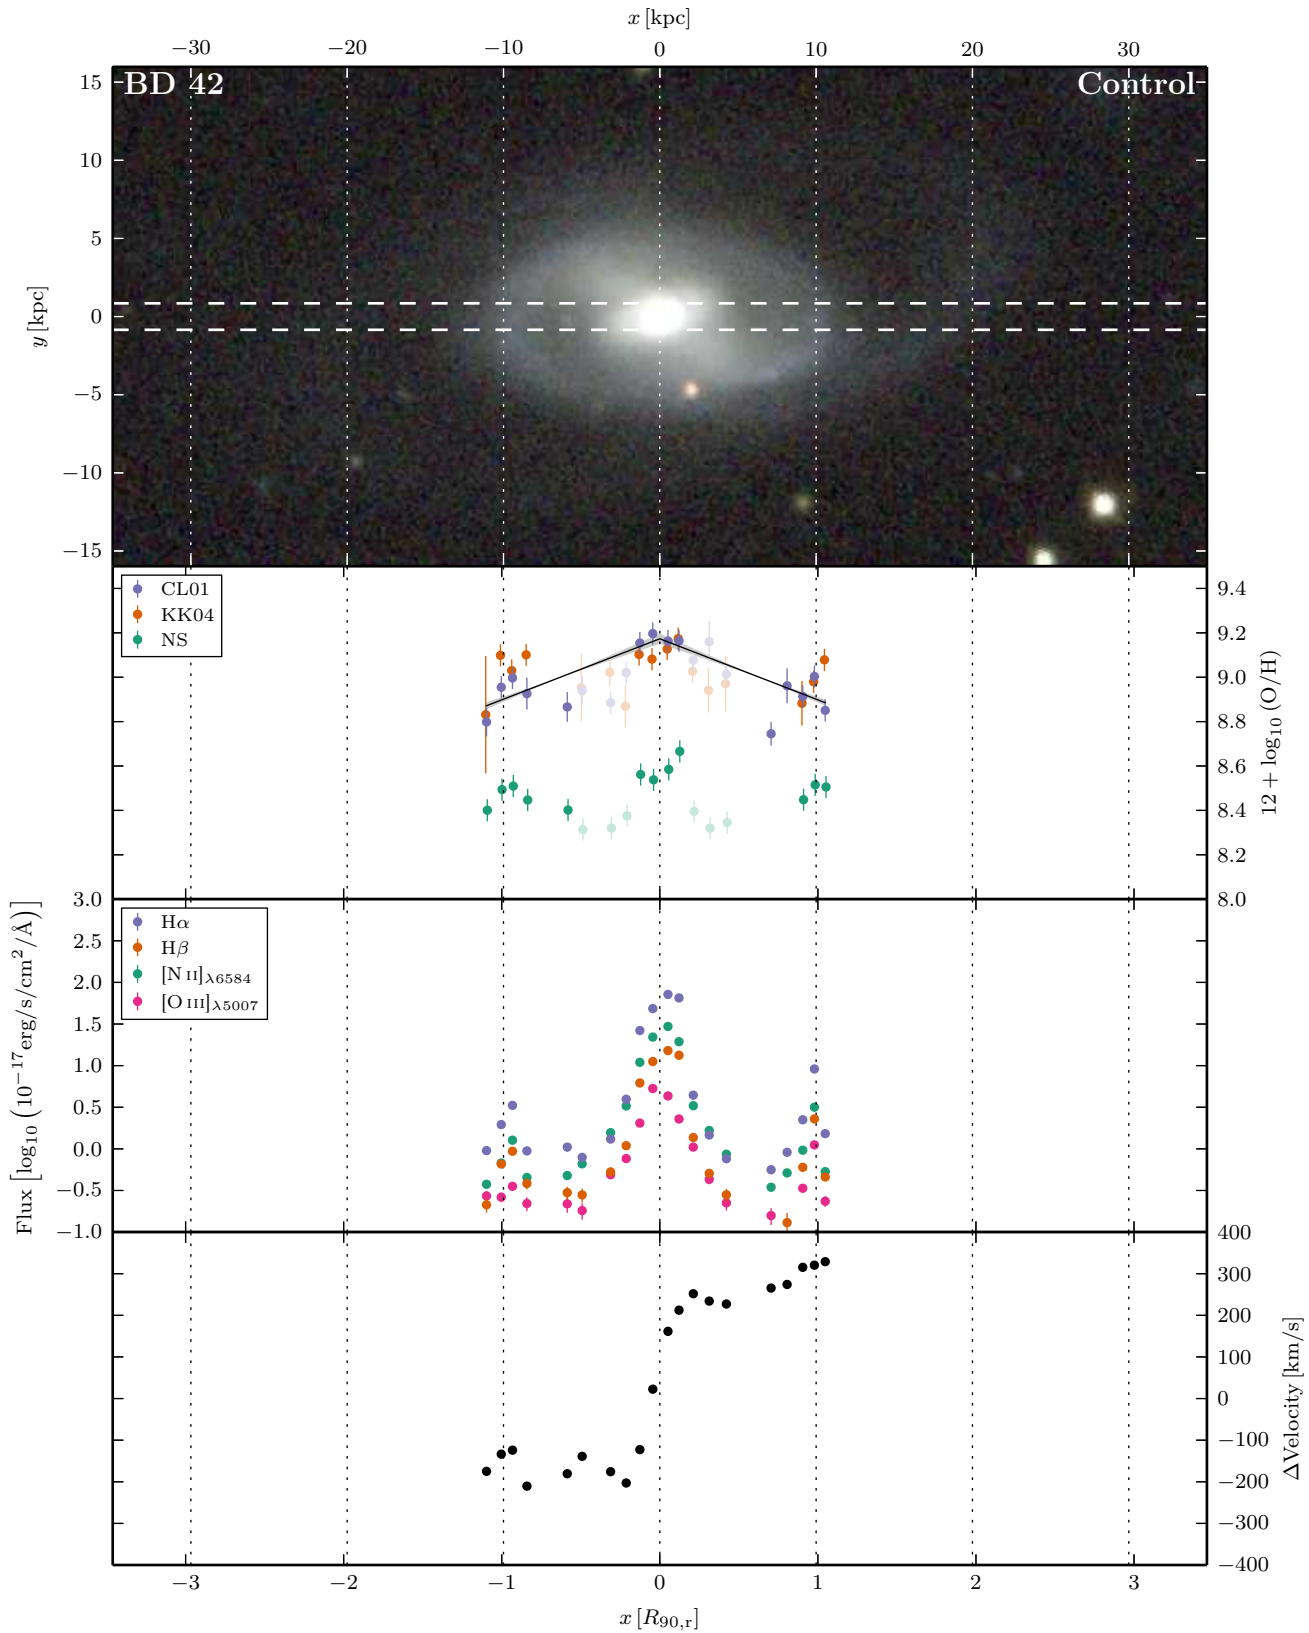 x [kpc]
−30 −20 −10 0 10 20 30
BD 42 Control
15
10
5
0
−5
−10
−15
y [kpc]
CL01
KK04
NS
9.4
9.2
9.0
8.8
8.6
8.4
8.2
8.0
12 + log₁₀ (O/H)
3.0
2.5
2.0
1.5
1.0
0.5
0.0
−0.5
−1.0
Flux [log₁₀ (10⁻¹⁷erg/s/cm²/Å)]
Hα
Hβ
[N II]λ6584
[O III]λ5007
400
300
200
100
0
−100
−200
−300
−400
ΔVelocity [km/s]
−3 −2 −1 0 1 2 3
x [R₉₀,ᵣ]